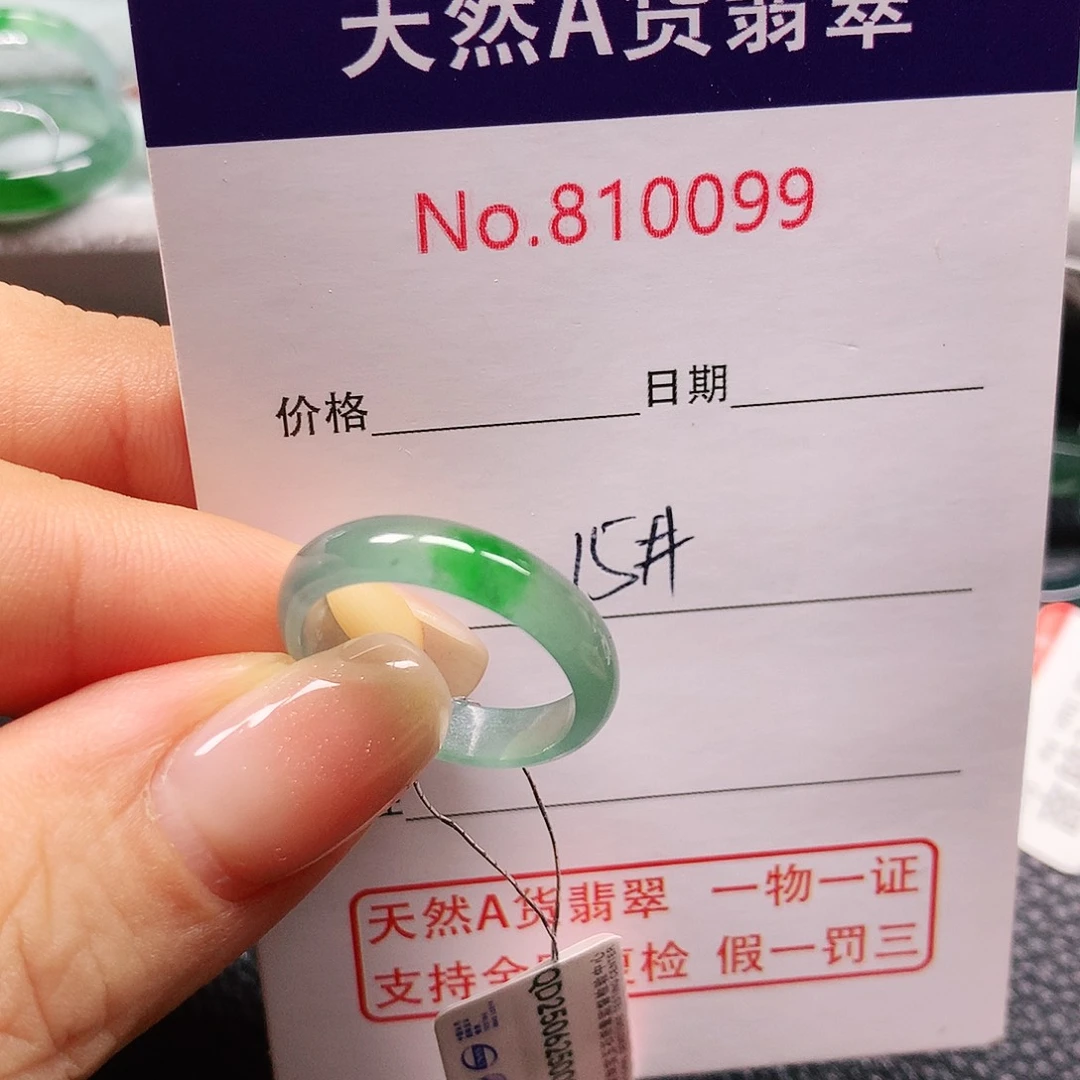 天然A货翡翠
No.810099
价格 日期
15#
天然A货翡翠 一物一证
支持全 复检 假一罚三
QD2506250